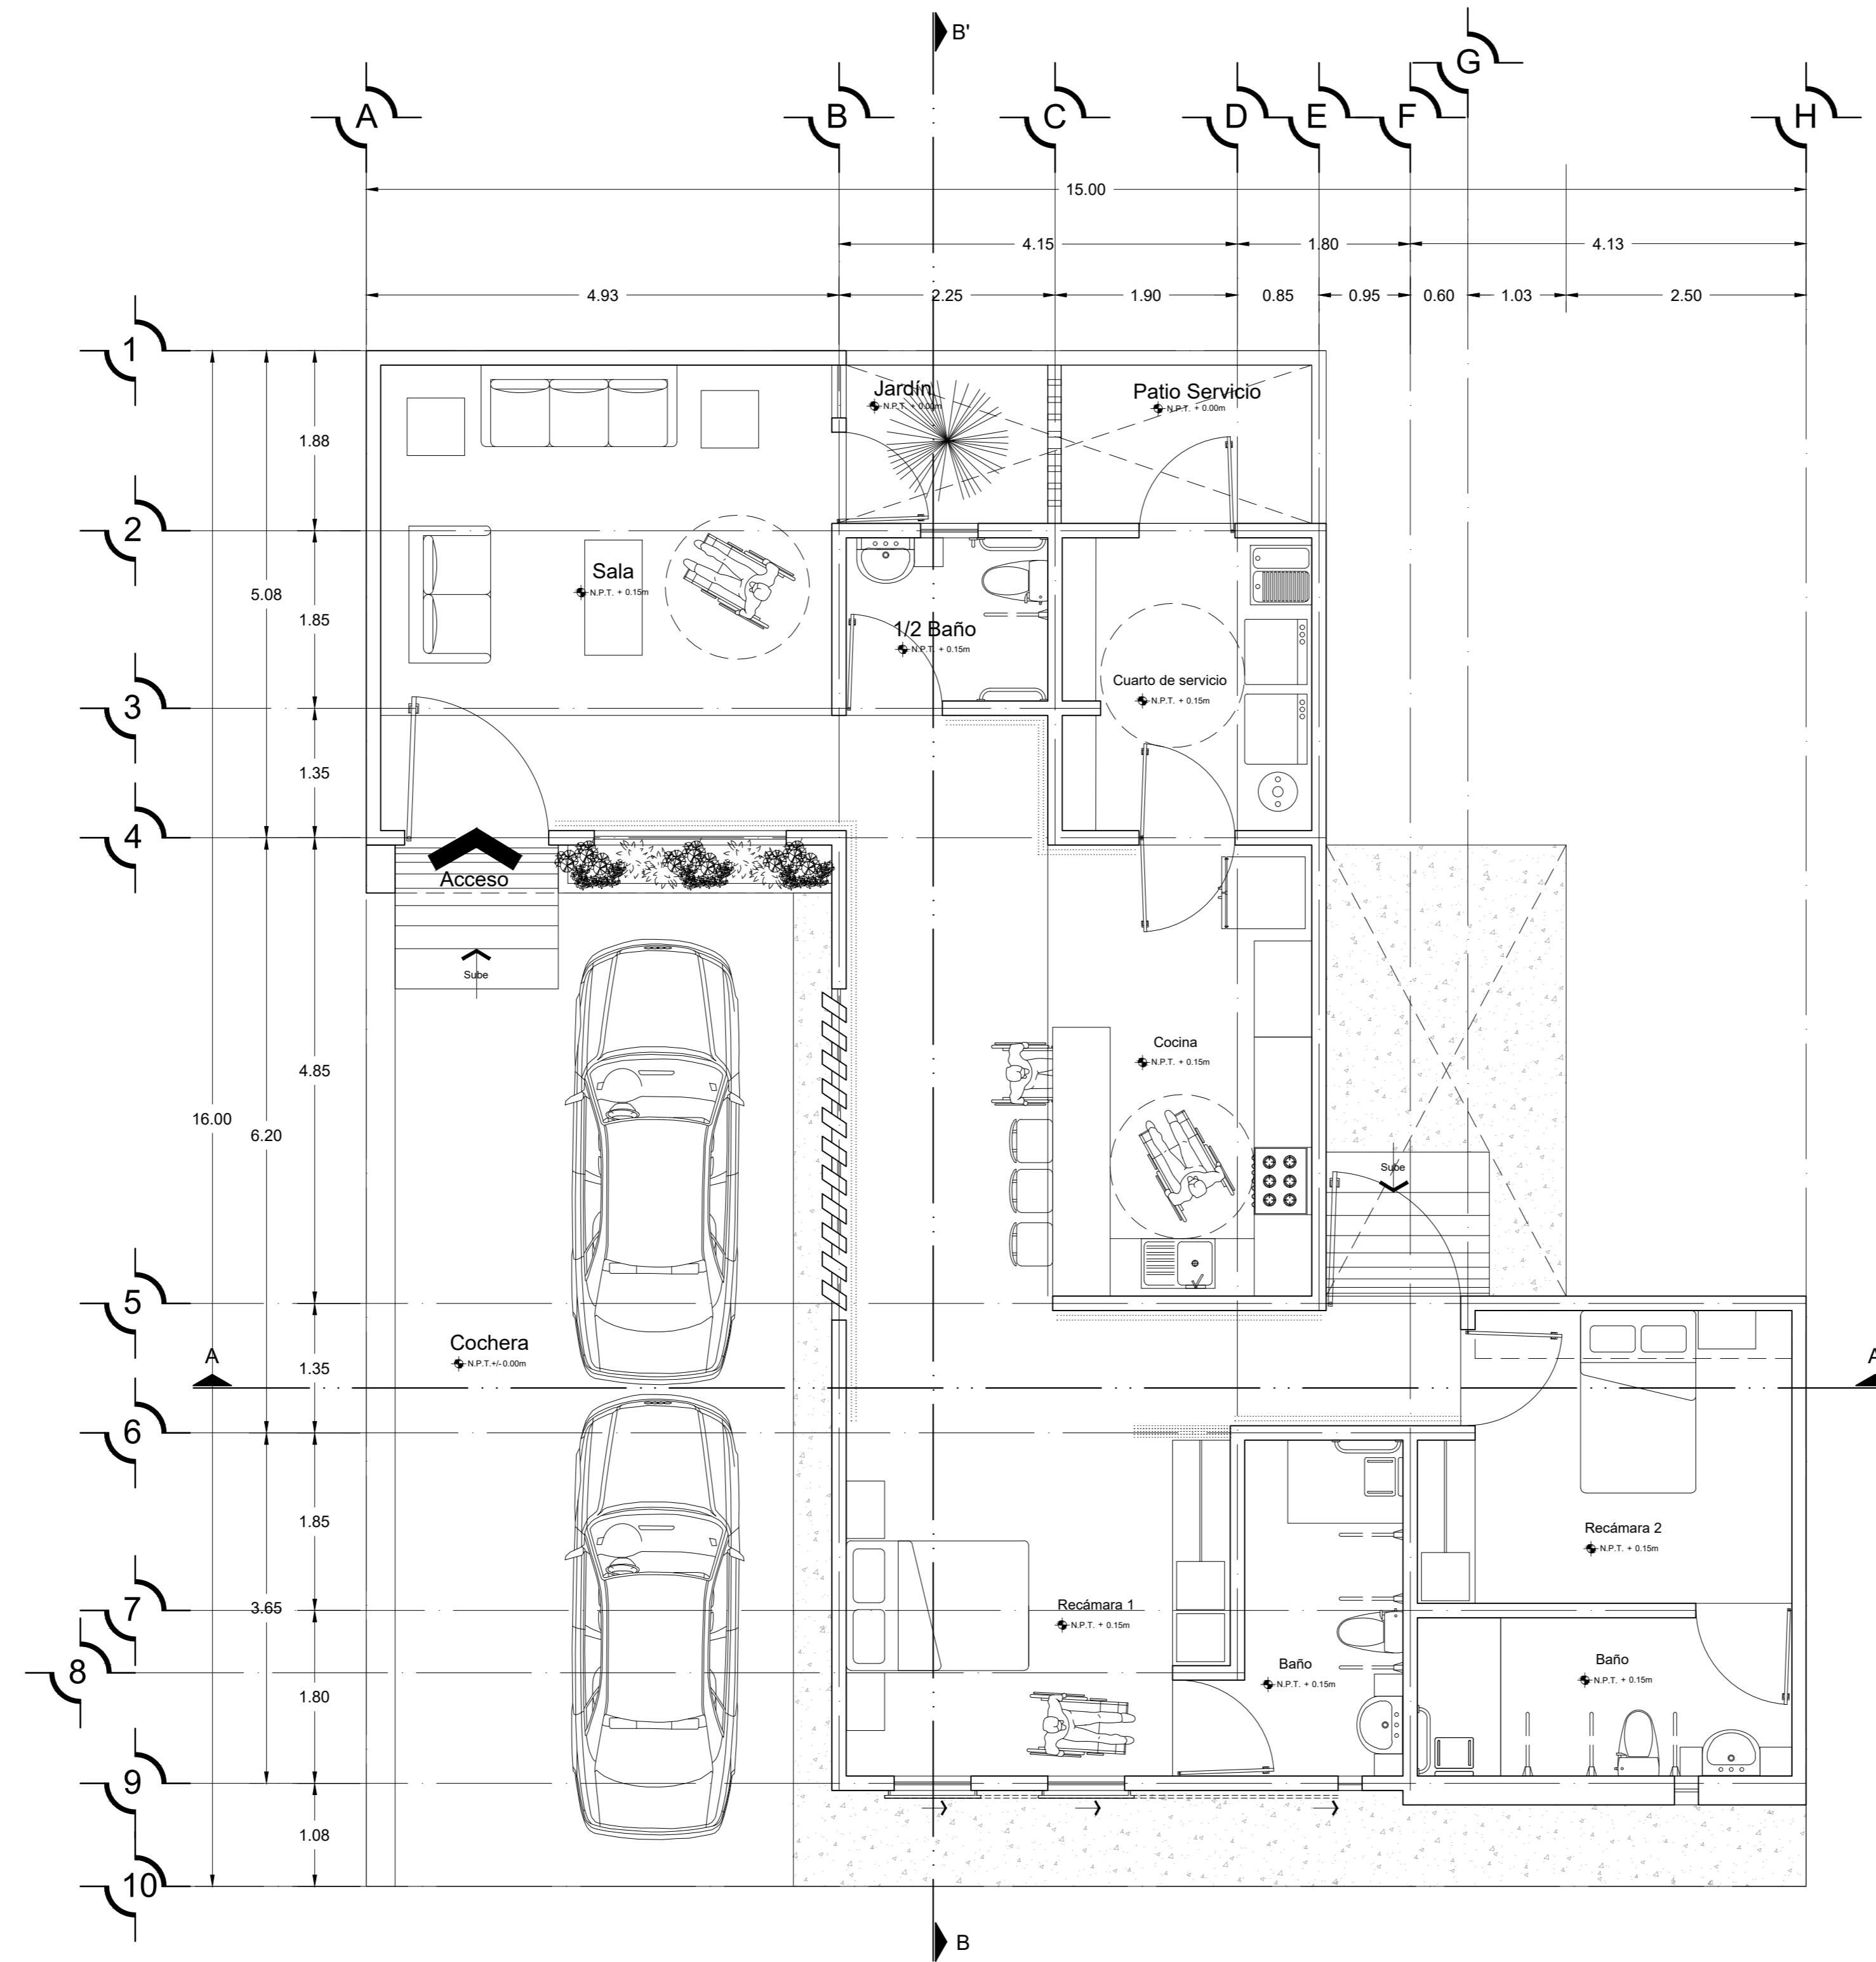 B'
G
A B C D E F H
15.00
4.15 1.80 4.13
4.93 2.25 1.90 0.85 0.95 0.60 1.03 2.50
1
Jardín
N.P.T. + 0.00m
Patio Servicio
N.P.T. + 0.00m
1.88
2
Sala
N.P.T. + 0.15m
5.08
1.85
1/2 Baño
N.P.T. + 0.15m
Cuarto de servicio
N.P.T. + 0.15m
3
1.35
4
Acceso
Sube
Cocina
N.P.T. + 0.15m
4.85
16.00
6.20
Sube
5
Cochera
N.P.T.+/-0.00m
A
A
1.35
6
1.85
Recámara 2
N.P.T. + 0.15m
3.65
7
Recámara 1
N.P.T. + 0.15m
8
Baño
N.P.T. + 0.15m
Baño
N.P.T. + 0.15m
1.80
9
1.08
10
B